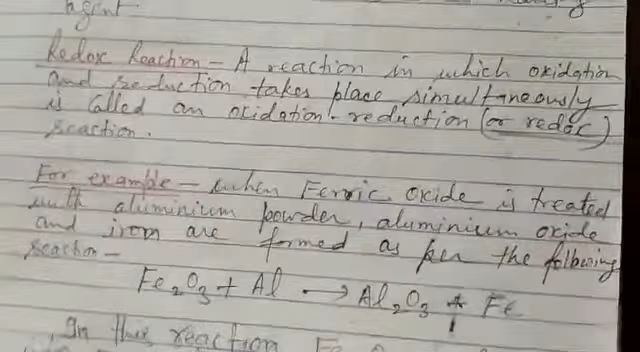 agent
Redox Reaction - A reaction in which oxidation
and reduction takes place simultaneously
is called an oxidation-reduction (or redox)
reaction.
For example - when Ferric oxide is treated
with aluminium powder, aluminium oxide
and iron are formed as per the following
reaction -
Fe₂O₃ + Al → Al₂O₃ + Fe
In this reaction